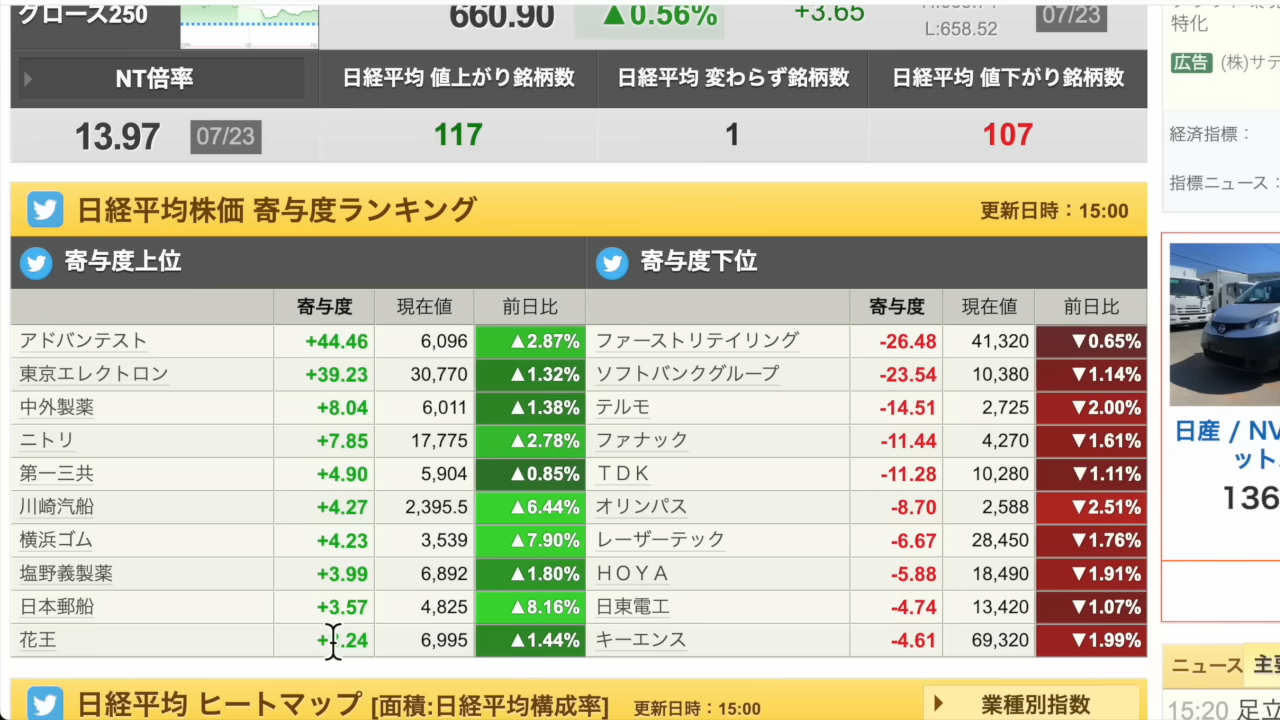 グロース250 660.90 ▲0.56% +3.65 L:658.52 07/23
特化
広告 (株)サテ
NT倍率 日経平均 値上がり銘柄数 日経平均 変わらず銘柄数 日経平均 値下がり銘柄数
13.97 07/23 117 1 107
経済指標：
指標ニュース：
日経平均株価 寄与度ランキング 更新日時：15:00
寄与度上位 寄与度下位
寄与度 現在値 前日比 寄与度 現在値 前日比
アドバンテスト +44.46 6,096 ▲2.87% ファーストリテイリング -26.48 41,320 ▼0.65%
東京エレクトロン +39.23 30,770 ▲1.32% ソフトバンクグループ -23.54 10,380 ▼1.14%
中外製薬 +8.04 6,011 ▲1.38% テルモ -14.51 2,725 ▼2.00%
ニトリ +7.85 17,775 ▲2.78% ファナック -11.44 4,270 ▼1.61%
第一三共 +4.90 5,904 ▲0.85% ＴＤＫ -11.28 10,280 ▼1.11%
川崎汽船 +4.27 2,395.5 ▲6.44% オリンパス -8.70 2,588 ▼2.51%
横浜ゴム +4.23 3,539 ▲7.90% レーザーテック -6.67 28,450 ▼1.76%
塩野義製薬 +3.99 6,892 ▲1.80% ＨＯＹＡ -5.88 18,490 ▼1.91%
日本郵船 +3.57 4,825 ▲8.16% 日東電工 -4.74 13,420 ▼1.07%
花王 6,995 ▲1.44% キーエンス -4.61 69,320 ▼1.99%
日産 / NV
ット
136
日経平均 ヒートマップ [面積:日経平均構成率] 更新日時：15:00 業種別指数
ニュース 主要
15:20 足立